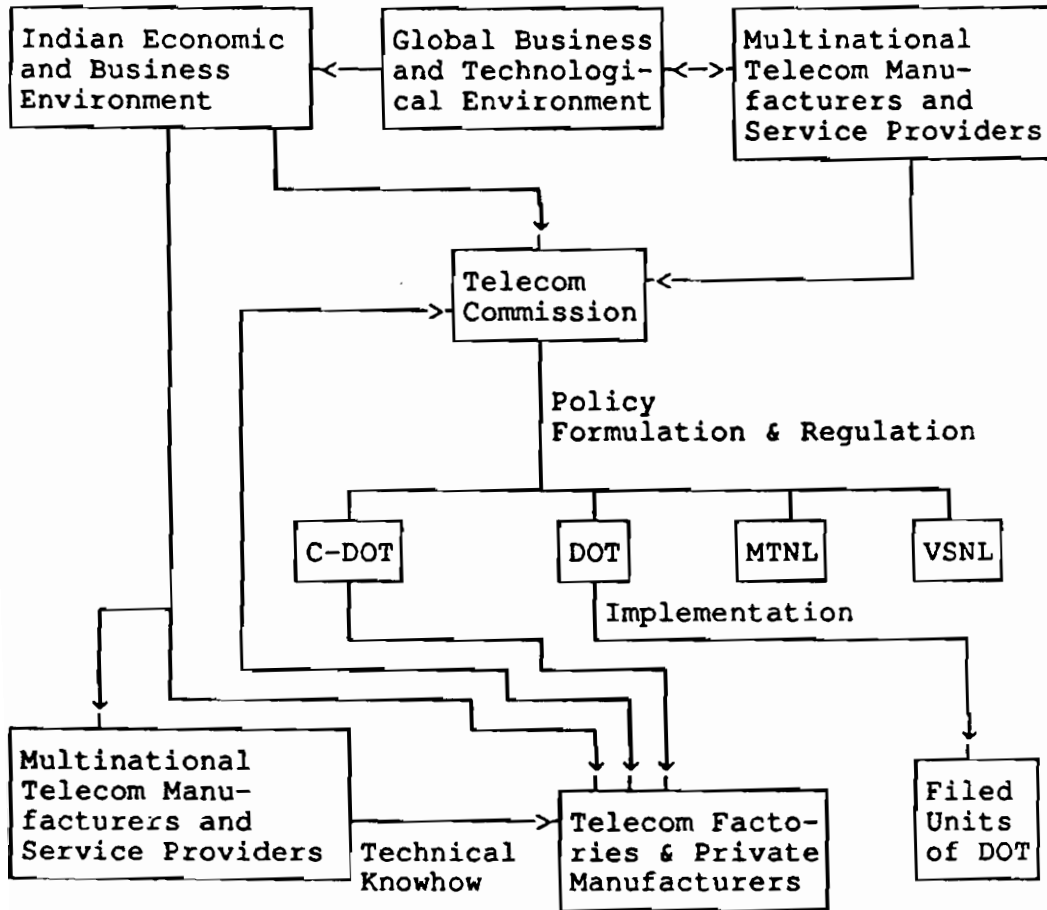 Indian Economic
and Business
Environment
Global Business
and Technologi-
cal Environment
Multinational
Telecom Manu-
facturers and
Service Providers
Telecom
Commission
Policy
Formulation & Regulation
C-DOT
DOT
MTNL
VSNL
Implementation
Multinational
Telecom Manu-
facturers and
Service Providers
Technical
Knowhow
Telecom Facto-
ries & Private
Manufacturers
Filed
Units
of DOT